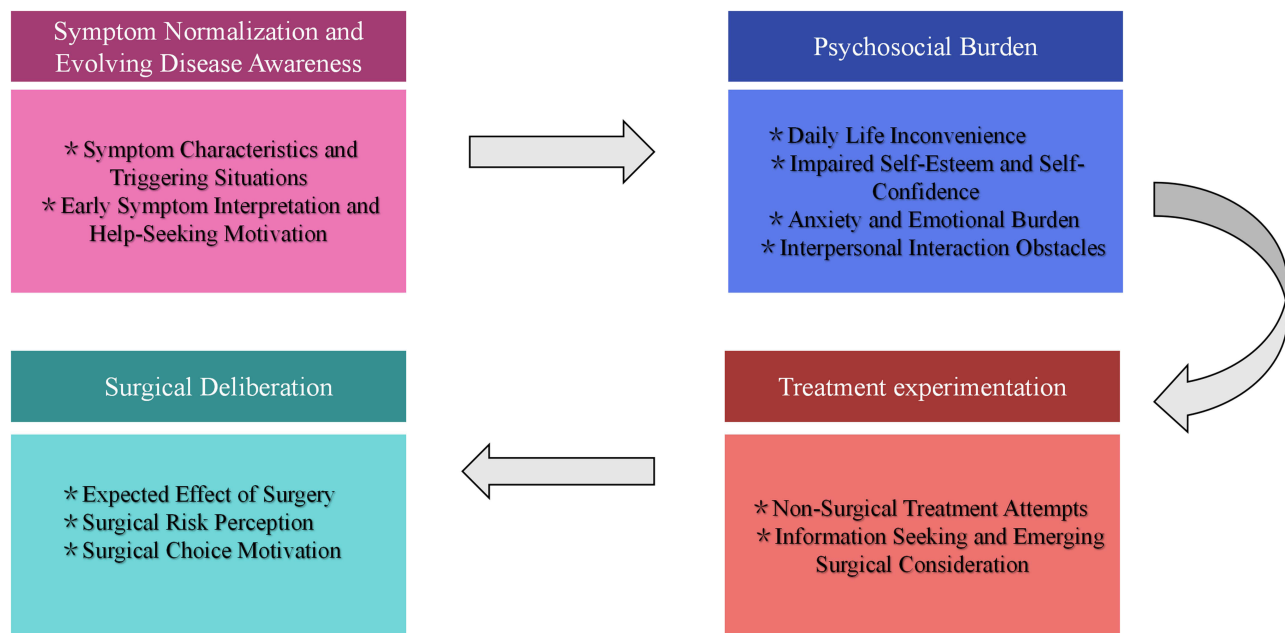 Symptom Normalization and
Evolving Disease Awareness
* Symptom Characteristics and
Triggering Situations
* Early Symptom Interpretation and
Help-Seeking Motivation
Psychosocial Burden
* Daily Life Inconvenience
* Impaired Self-Esteem and Self-
Confidence
* Anxiety and Emotional Burden
* Interpersonal Interaction Obstacles
Treatment experimentation
* Non-Surgical Treatment Attempts
* Information Seeking and Emerging
Surgical Consideration
Surgical Deliberation
* Expected Effect of Surgery
* Surgical Risk Perception
* Surgical Choice Motivation